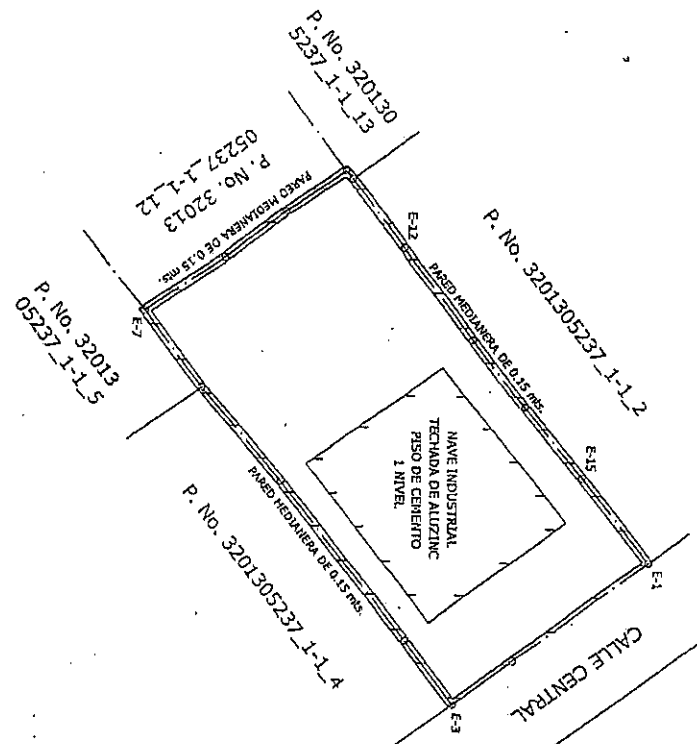 P. No. 320130
5237_1-1_13
P. No. 32013
05237_1-1_12
PARED MEDIANERA DE 0.15 mts.
E-12
P. No. 3201305237_1-1_2
PARED MEDIANERA DE 0.15 mts.
E-7
P. No. 32013
05237_1-1_5
E-15
NAVE INDUSTRIAL
TECHADA DE ALUZINC
PISO DE CEMENTO
1 NIVEL
PARED MEDIANERA DE 0.15 mts.
P. No. 3201305237_1-1_4
E-1
CALLE CENTRAL
E-3